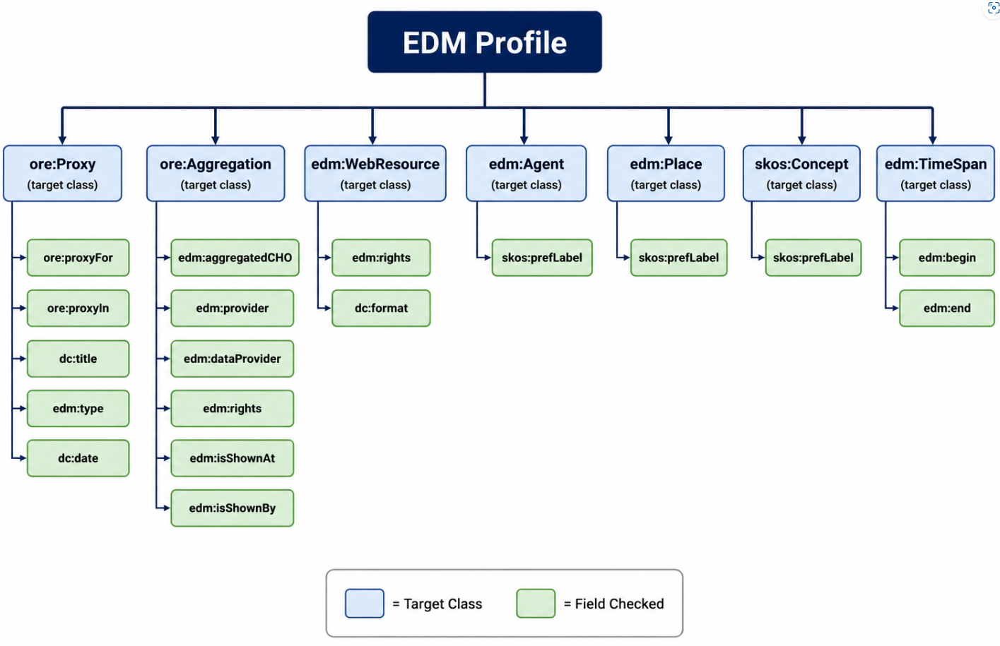 EDM Profile
ore:Proxy
(target class)
ore:Aggregation
(target class)
edm:WebResource
(target class)
edm:Agent
(target class)
edm:Place
(target class)
skos:Concept
(target class)
edm:TimeSpan
(target class)
ore:proxyFor
ore:proxyIn
dc:title
edm:type
dc:date
edm:aggregatedCHO
edm:provider
edm:dataProvider
edm:rights
edm:isShownAt
edm:isShownBy
edm:rights
dc:format
skos:prefLabel
skos:prefLabel
skos:prefLabel
edm:begin
edm:end
= Target Class
= Field Checked